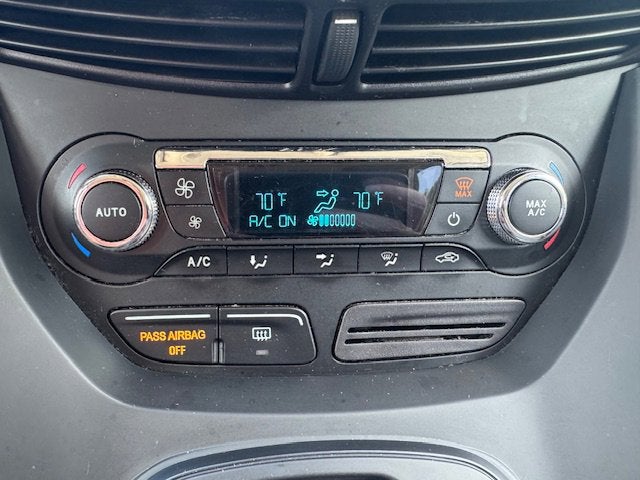 70°F 70°F
A/C ON
AUTO
MAX
MAX
A/C
A/C
PASS AIRBAG
OFF